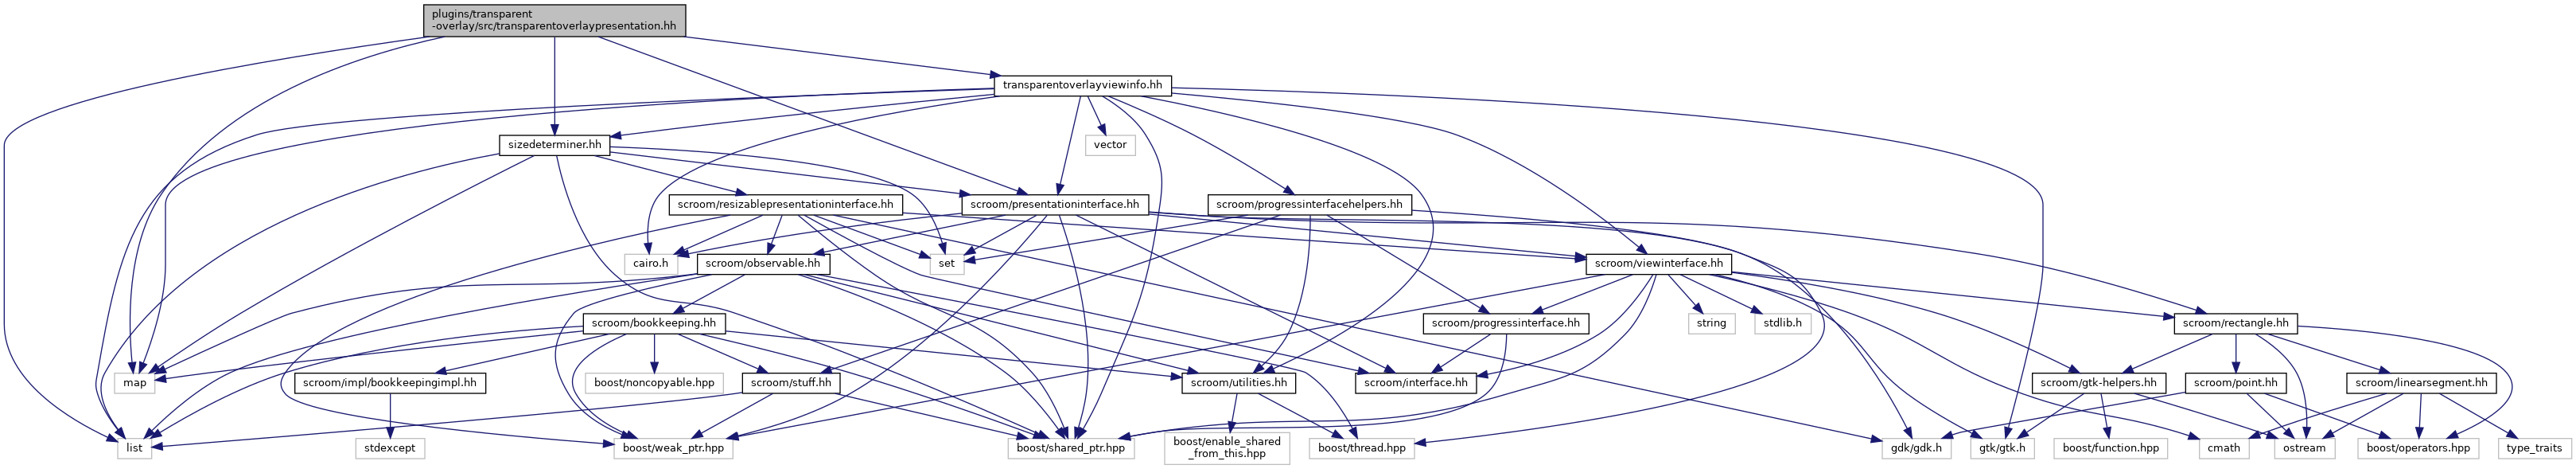 plugins/transparent
-overlay/src/transparentoverlaypresentation.hh
transparentoverlayviewinfo.hh
sizedeterminer.hh
vector
scroom/resizablepresentationinterface.hh
scroom/presentationinterface.hh
scroom/progressinterfacehelpers.hh
cairo.h
scroom/observable.hh
set
scroom/viewinterface.hh
scroom/bookkeeping.hh
scroom/progressinterface.hh
string
stdlib.h
scroom/rectangle.hh
map
scroom/impl/bookkeepingimpl.hh
boost/noncopyable.hpp
scroom/stuff.hh
scroom/utilities.hh
scroom/interface.hh
scroom/gtk-helpers.hh
scroom/point.hh
scroom/linearsegment.hh
list
stdexcept
boost/weak_ptr.hpp
boost/shared_ptr.hpp
boost/enable_shared
_from_this.hpp
boost/thread.hpp
gdk/gdk.h
gtk/gtk.h
boost/function.hpp
cmath
ostream
boost/operators.hpp
type_traits